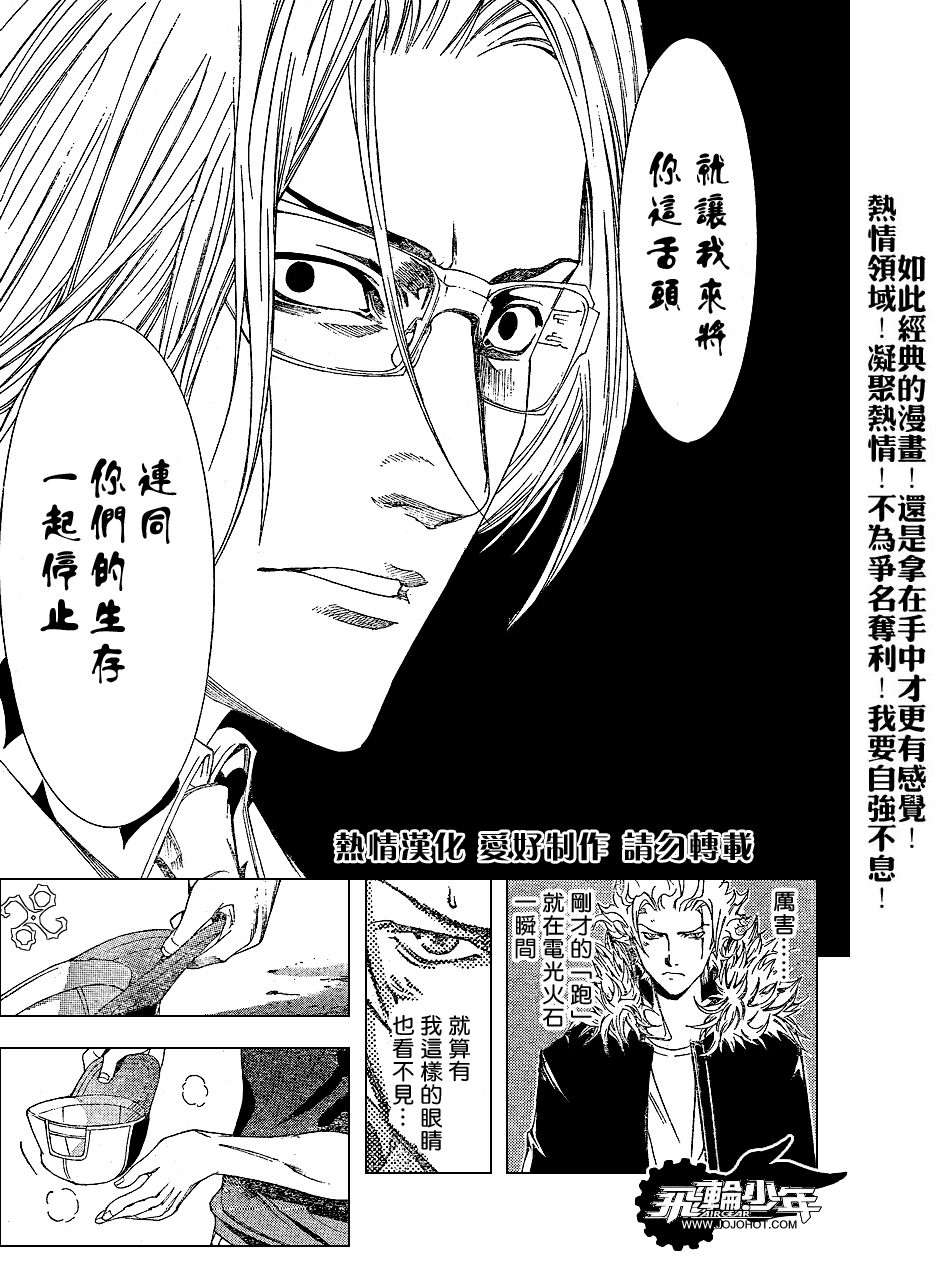 如此經典的漫畫！還是拿在手中才更有感覺！
熱情領域！凝聚熱情！不為爭名奪利！我要自強不息！
就讓我來將
你這舌頭
連同
你們的生存
一起停止
熱情漢化 愛好制作 請勿轉載
厲害………
剛才的「跑」
就在電光火石
一瞬間
就算有
我這樣的眼睛
也看不見…
飛輪少年
AIRGEAR
WWW.JOJOHOT.COM